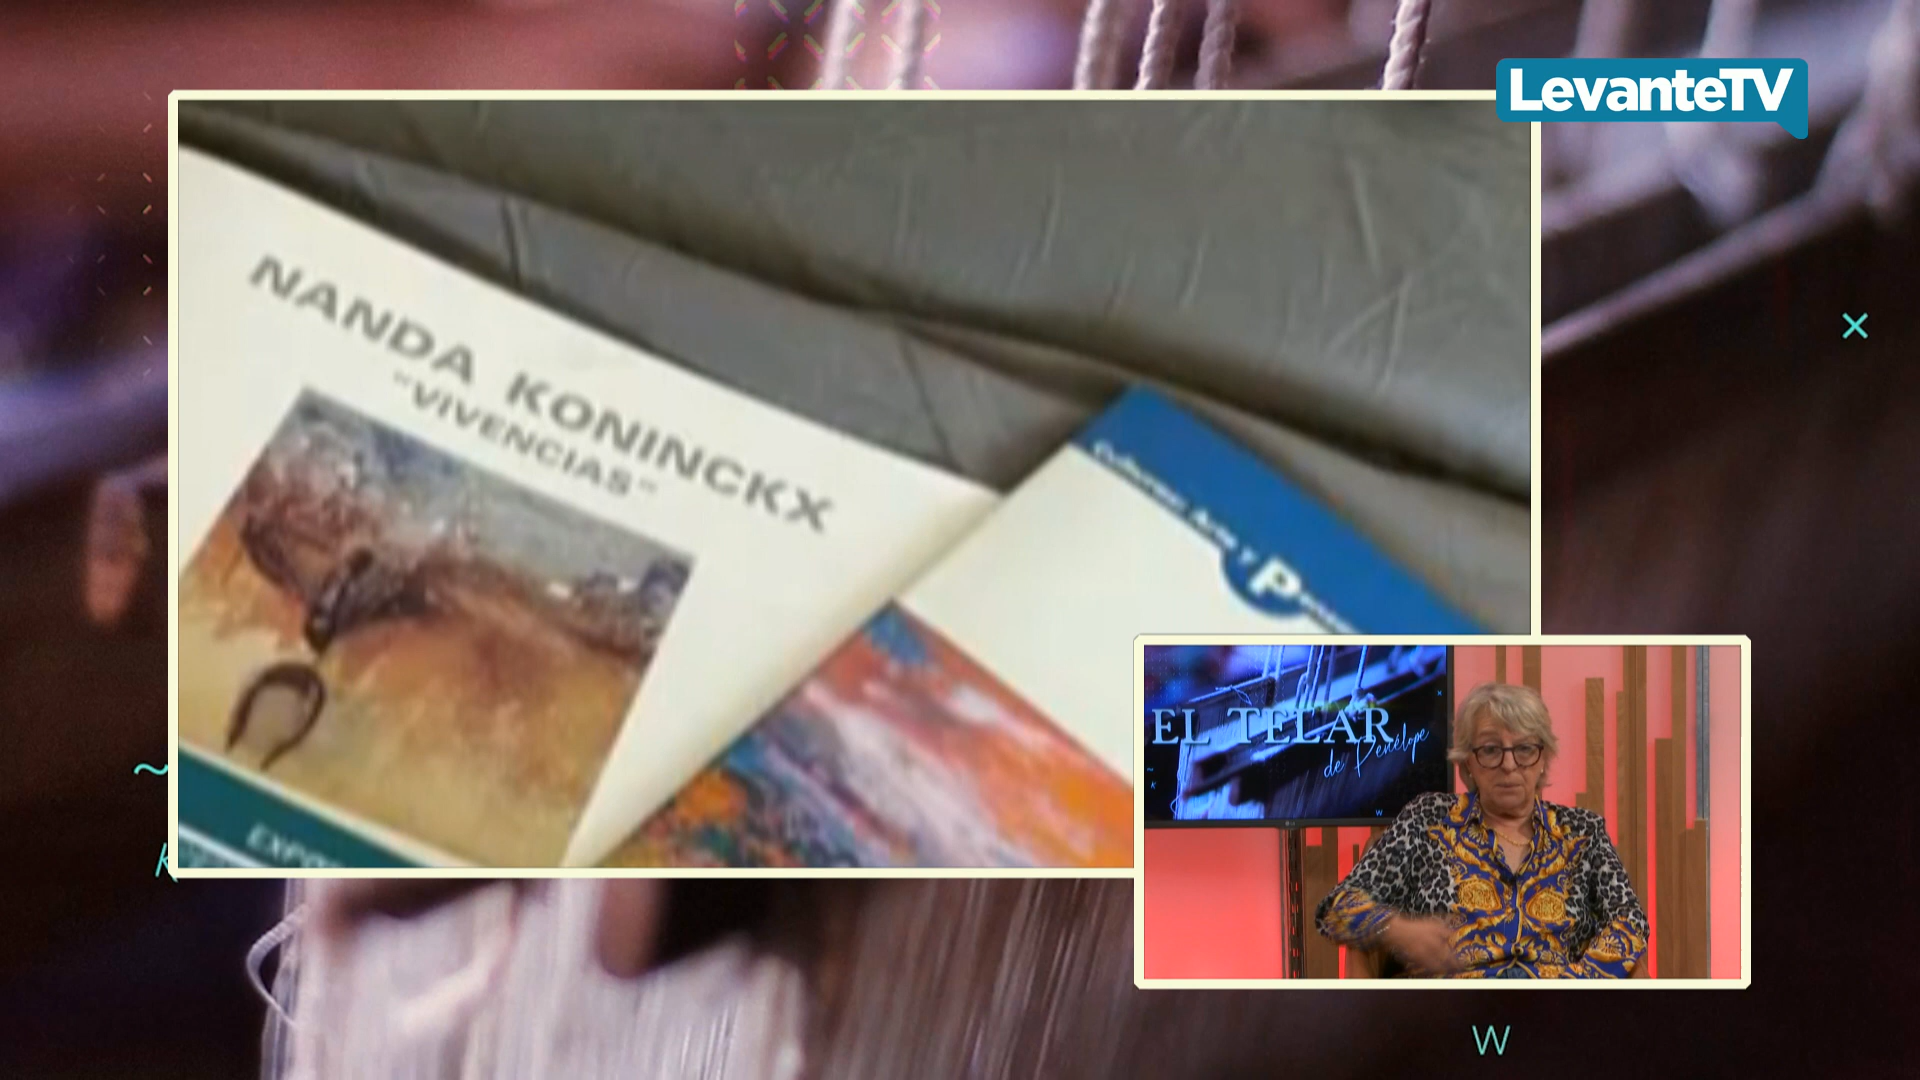 LevanteTV
NANDA KONINCKX
"VIVENCIAS"
EL TELAR
de Penélope
W